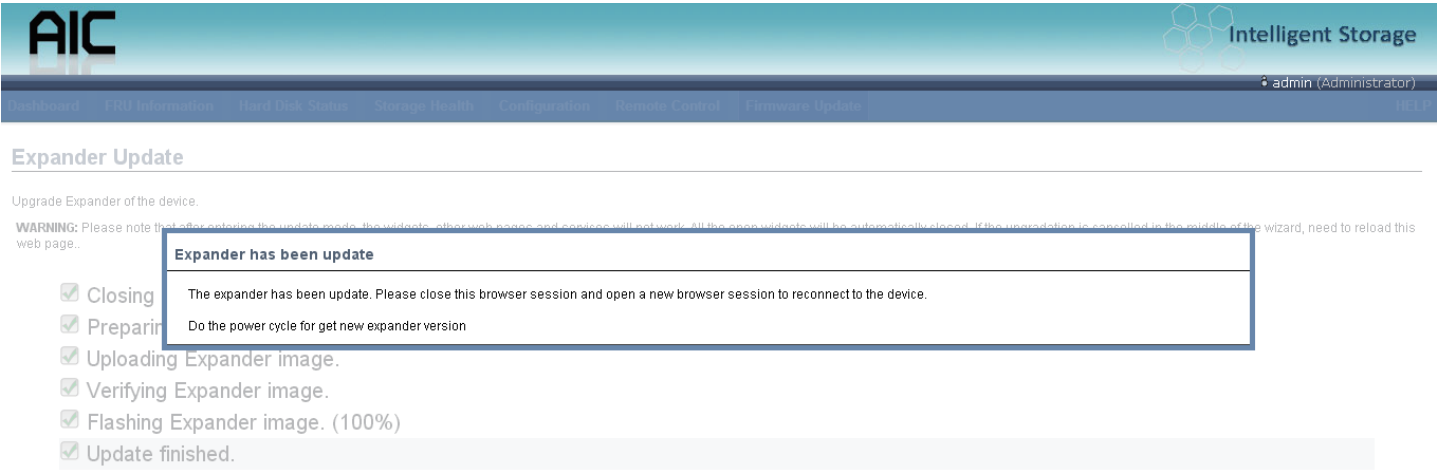 AIC
Intelligent Storage
admin (Administrator)
Dashboard FRU Information Hard Disk Status Storage Health Configuration Remote Control Firmware Update HELP
Expander Update
Upgrade Expander of the device.
WARNING: Please note that after entering the update mode, the widgets, other web pages and services will not work. All the open widgets will be automatically closed. If the upgradation is cancelled in the middle of the wizard, need to reload this
web page..
Expander has been update
The expander has been update. Please close this browser session and open a new browser session to reconnect to the device.
Do the power cycle for get new expander version
Closing
Preparin
Uploading Expander image.
Verifying Expander image.
Flashing Expander image. (100%)
Update finished.